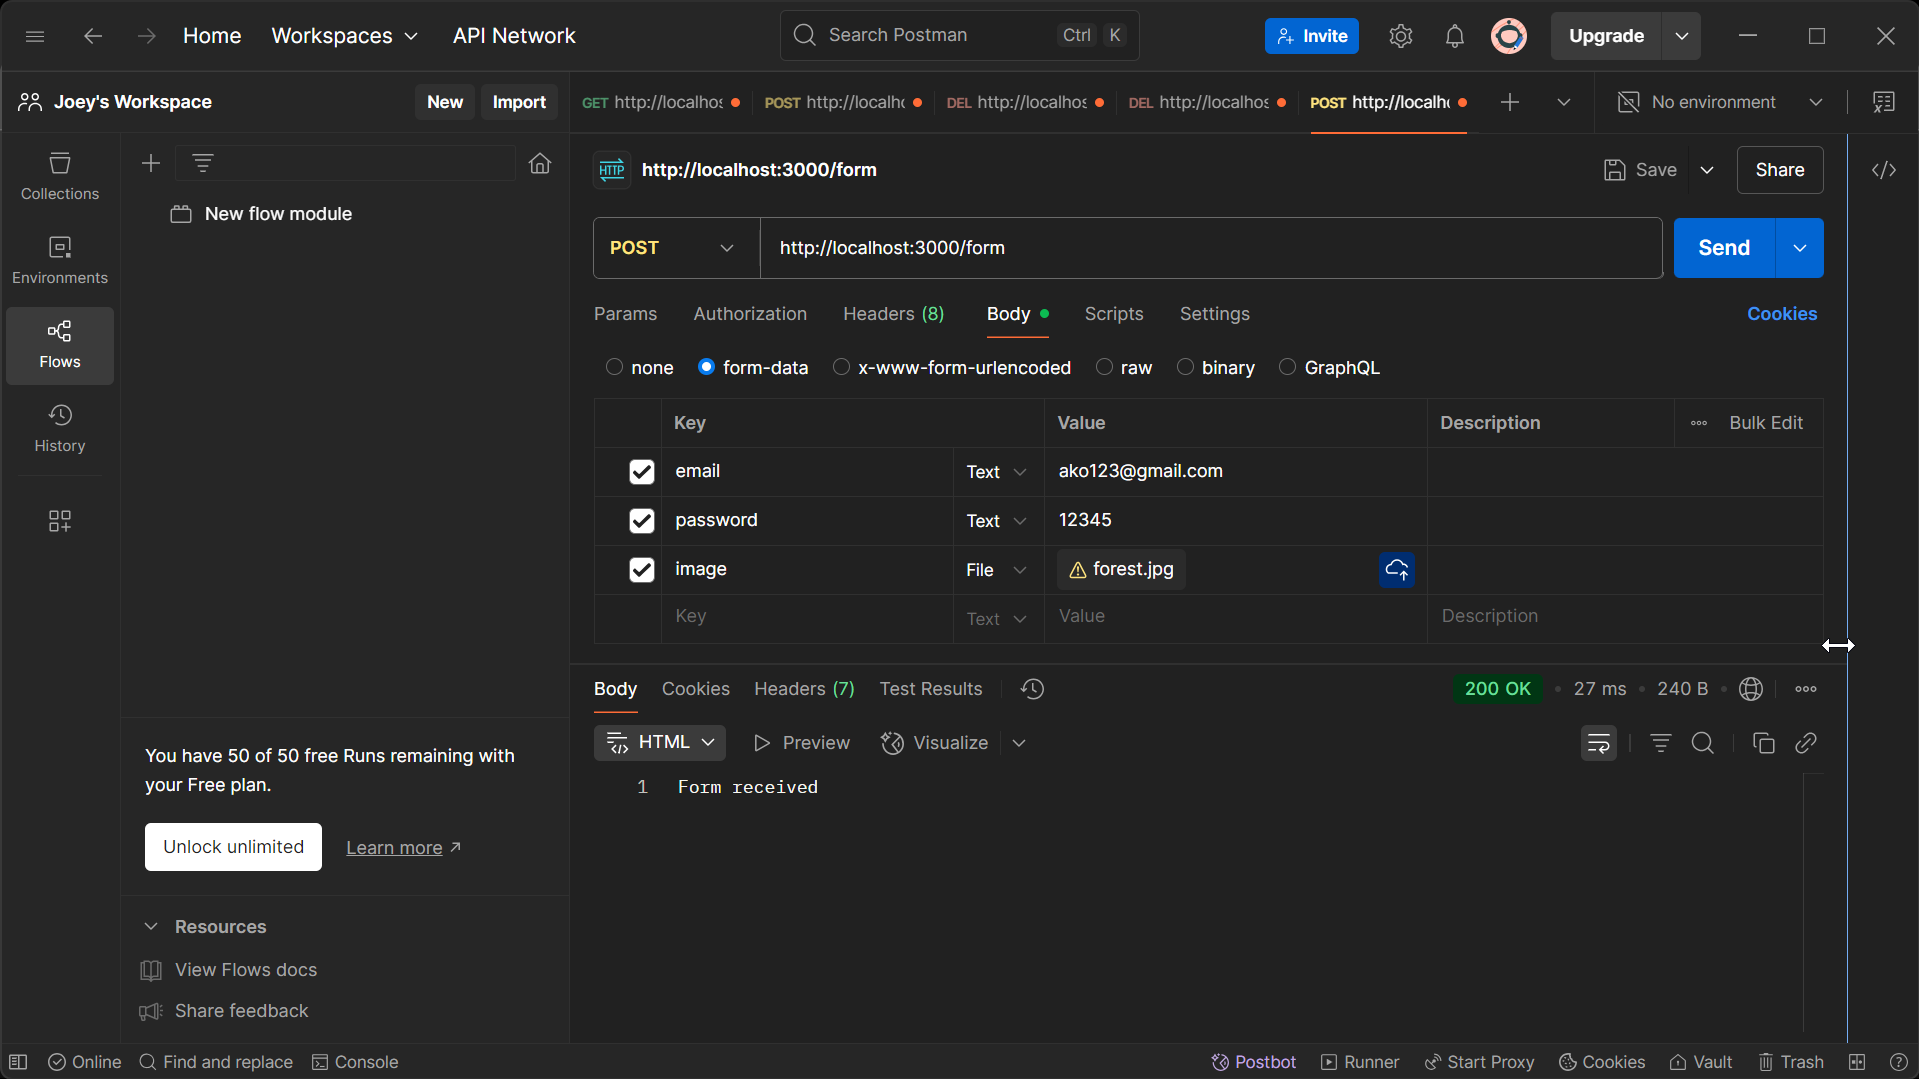 Home Workspaces API Network Search Postman Ctrl K Invite Upgrade
Joey's Workspace New Import GET http://localhos POST http://localho DEL http://localhos DEL http://localhos POST http://localho No environment
Collections
Environments
Flows
History
New flow module
You have 50 of 50 free Runs remaining with
your Free plan.
Unlock unlimited Learn more
Resources
View Flows docs
Share feedback
HTTP http://localhost:3000/form Save Share
POST http://localhost:3000/form Send
Params Authorization Headers (8) Body Scripts Settings Cookies
none form-data x-www-form-urlencoded raw binary GraphQL
Key Value Description Bulk Edit
email Text ako123@gmail.com
password Text 12345
image File forest.jpg
Key Text Value Description
Body Cookies Headers (7) Test Results 200 OK 27 ms 240 B
HTML Preview Visualize
1 Form received
Online Find and replace Console Postbot Runner Start Proxy Cookies Vault Trash